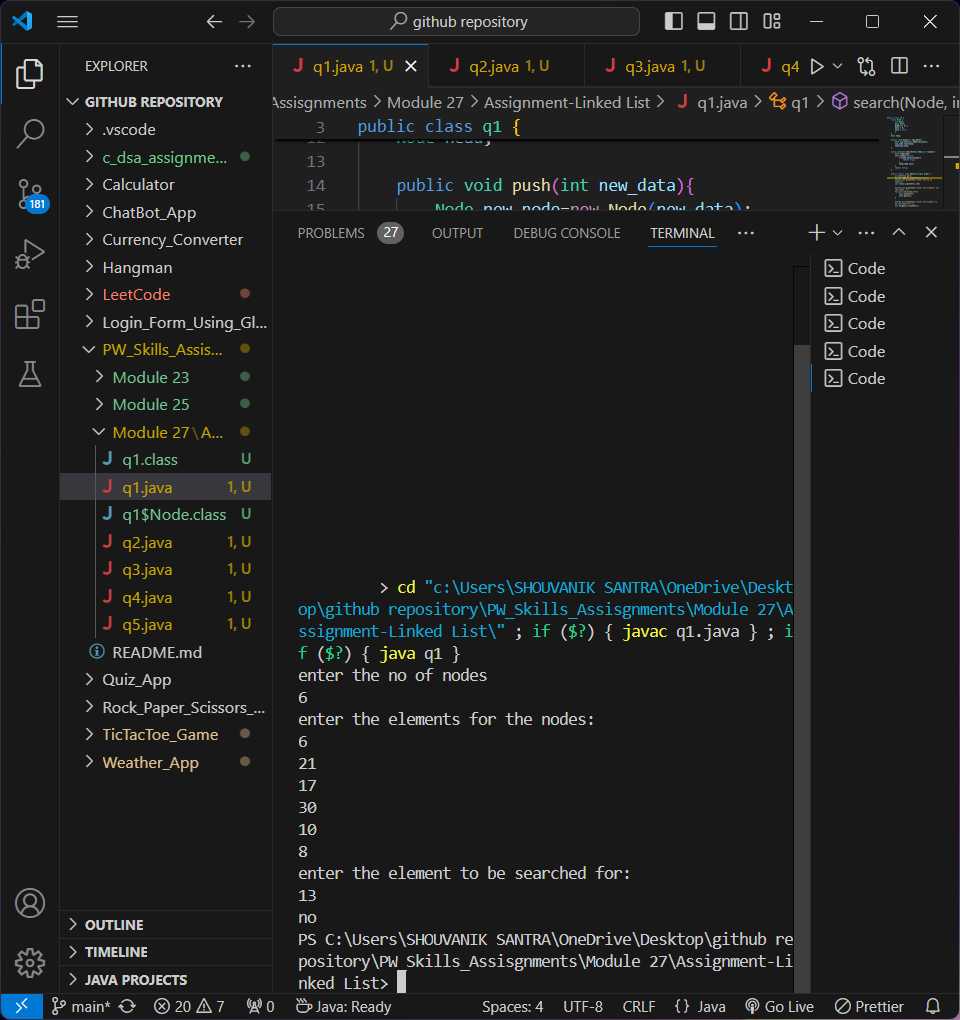 github repository
EXPLORER
GITHUB REPOSITORY
.vscode
c_dsa_assignme...
Calculator
ChatBot_App
Currency_Converter
Hangman
LeetCode
Login_Form_Using_Gl...
PW_Skills_Assis...
Module 23
Module 25
Module 27\A...
q1.class U
q1.java 1, U
q1$Node.class U
q2.java 1, U
q3.java 1, U
q4.java 1, U
q5.java 1, U
README.md
Quiz_App
Rock_Paper_Scissors_...
TicTacToe_Game
Weather_App
OUTLINE
TIMELINE
JAVA PROJECTS
181
q1.java 1, U
q2.java 1, U
q3.java 1, U
q4
Assisgnments > Module 27 > Assignment-Linked List > q1.java > q1 > search(Node, in
3 public class q1 {
12 Node head;
13
14 public void push(int new_data){
15 Node new_node=new Node(new_data);
PROBLEMS 27 OUTPUT DEBUG CONSOLE TERMINAL
> cd "c:\Users\SHOUVANIK SANTRA\OneDrive\Deskt
op\github repository\PW_Skills_Assisgnments\Module 27\A
ssignment-Linked List\" ; if ($?) { javac q1.java } ; i
f ($?) { java q1 }
enter the no of nodes
6
enter the elements for the nodes:
6
21
17
30
10
8
enter the element to be searched for:
13
no
PS C:\Users\SHOUVANIK SANTRA\OneDrive\Desktop\github re
pository\PW_Skills_Assisgnments\Module 27\Assignment-Li
nked List>
Code
Code
Code
Code
Code
main* 20 7 0 Java: Ready Spaces: 4 UTF-8 CRLF {} Java Go Live Prettier